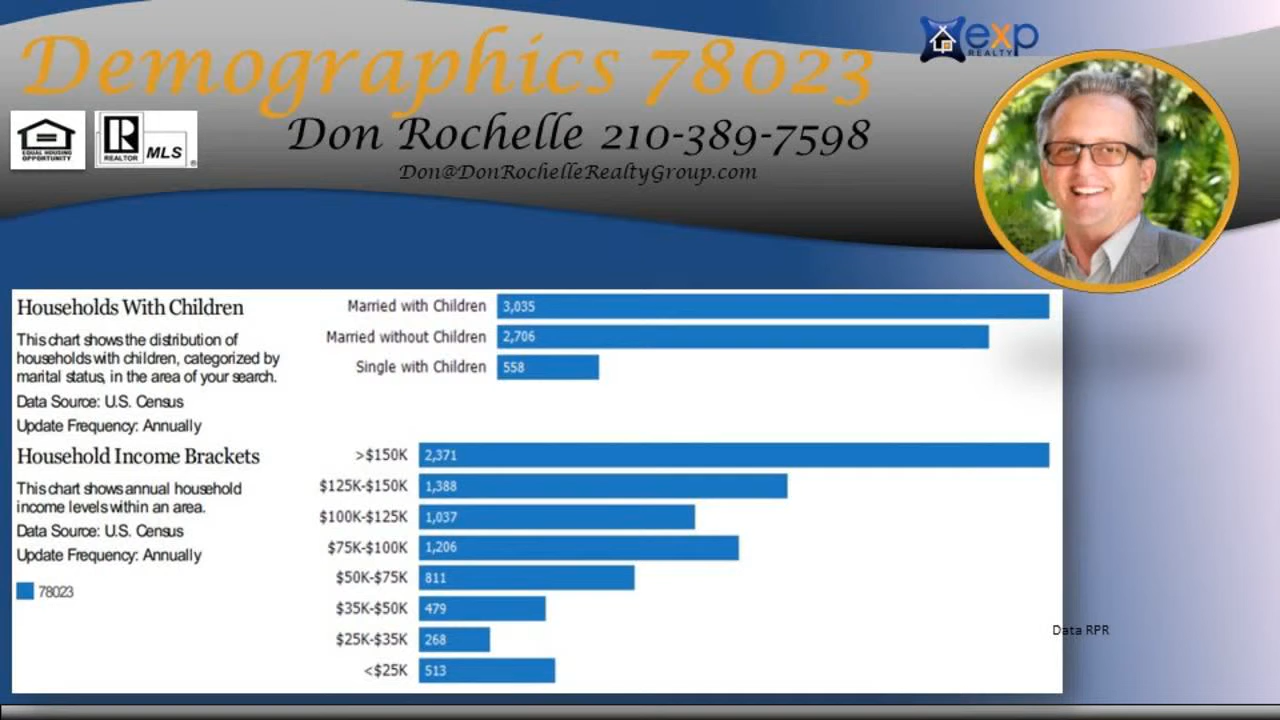 Demographics 78023
exp
REALTY
Don Rochelle 210-389-7598
Don@DonRochelleRealtyGroup.com
EQUAL HOUSING
OPPORTUNITY
R
REALTOR
MLS
®
Households With Children
This chart shows the distribution of
households with children, categorized by
marital status, in the area of your search.
Data Source: U.S. Census
Update Frequency: Annually
Married with Children 3,035
Married without Children 2,706
Single with Children 558
Household Income Brackets
This chart shows annual household
income levels within an area.
Data Source: U.S. Census
Update Frequency: Annually
78023
>$150K 2,371
$125K-$150K 1,388
$100K-$125K 1,037
$75K-$100K 1,206
$50K-$75K 811
$35K-$50K 479
$25K-$35K 268
<$25K 513
Data RPR